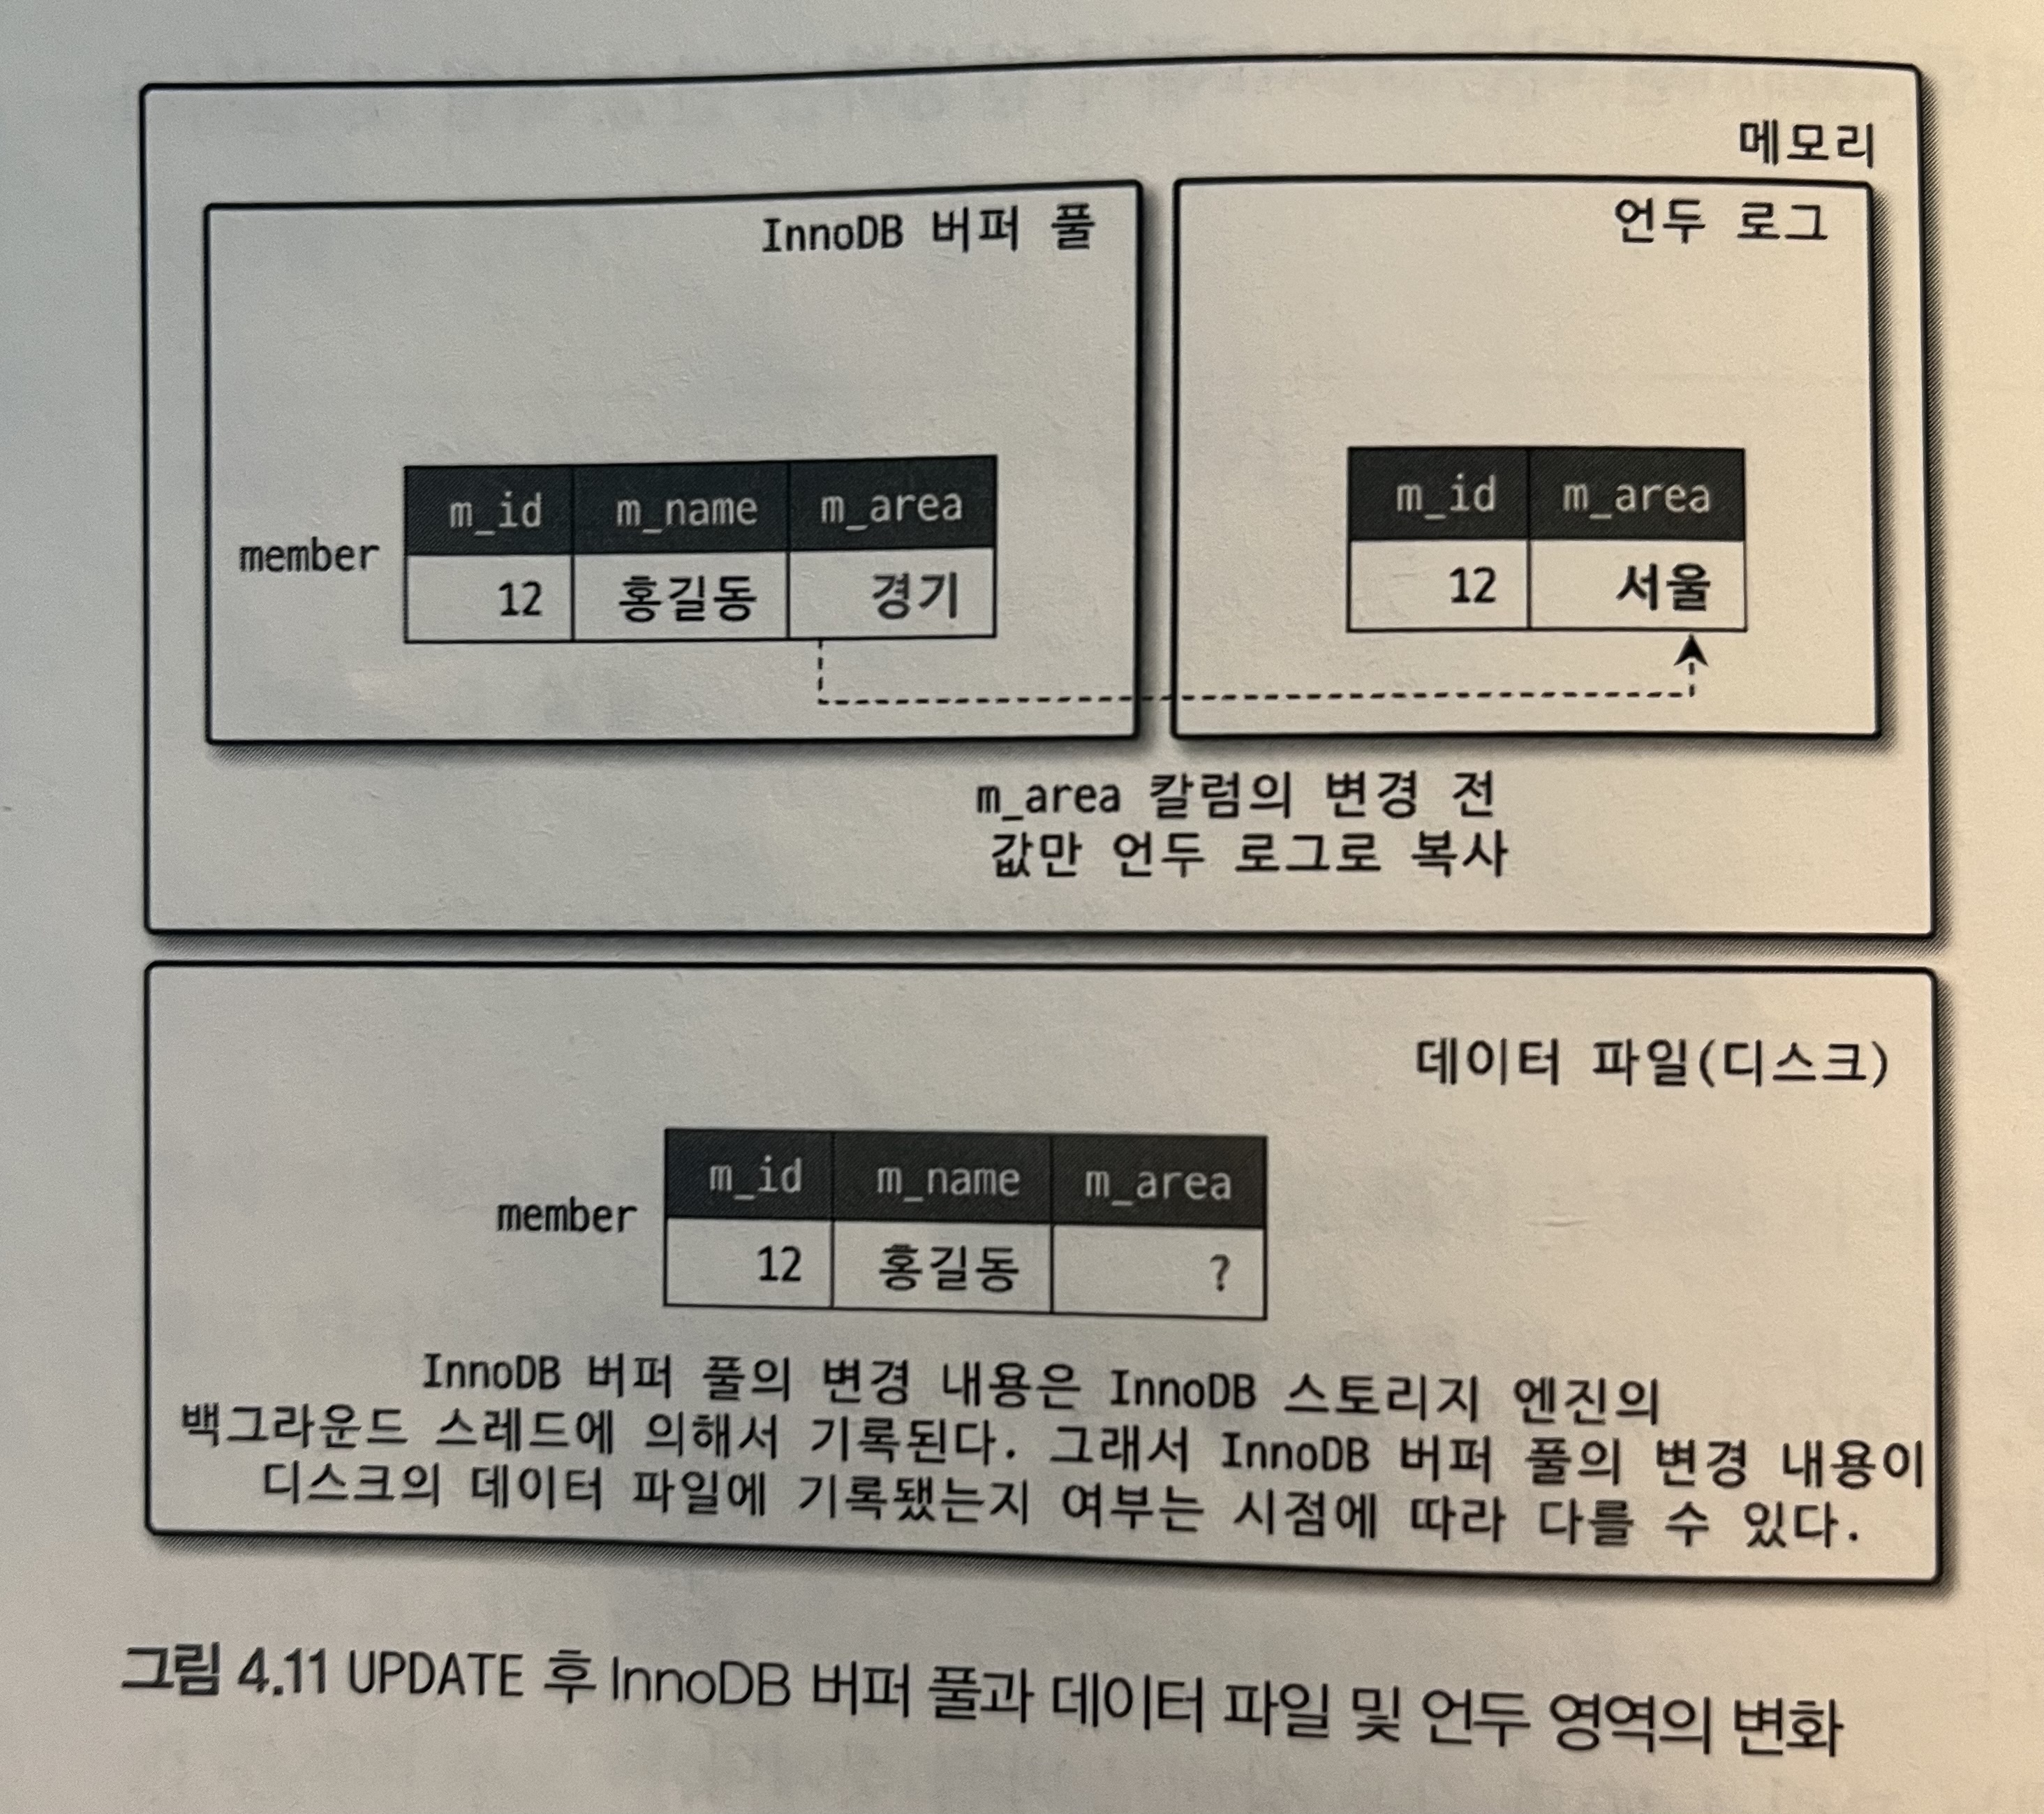 메모리
InnoDB 버퍼 풀
언두 로그
m_id m_name m_area
member
12 홍길동 경기
m_id m_area
12 서울
m_area 칼럼의 변경 전
값만 언두 로그로 복사
데이터 파일(디스크)
m_id m_name m_area
member
12 홍길동 ?
InnoDB 버퍼 풀의 변경 내용은 InnoDB 스토리지 엔진의
백그라운드 스레드에 의해서 기록된다. 그래서 InnoDB 버퍼 풀의 변경 내용이
디스크의 데이터 파일에 기록됐는지 여부는 시점에 따라 다를 수 있다.
그림 4.11 UPDATE 후 InnoDB 버퍼 풀과 데이터 파일 및 언두 영역의 변화